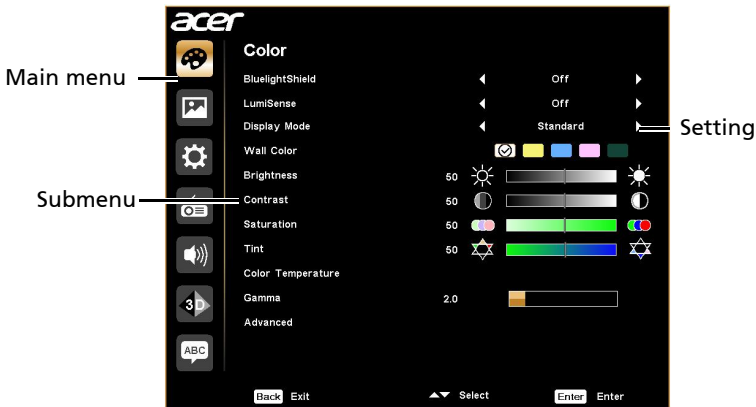 acer
Color
BluelightShield Off
LumiSense Off
Display Mode Standard
Wall Color
Brightness 50
Contrast 50
Saturation 50
Tint 50
Color Temperature
Gamma 2.0
Advanced
3D
ABC
Back Exit Select Enter Enter
Main menu
Submenu
Setting